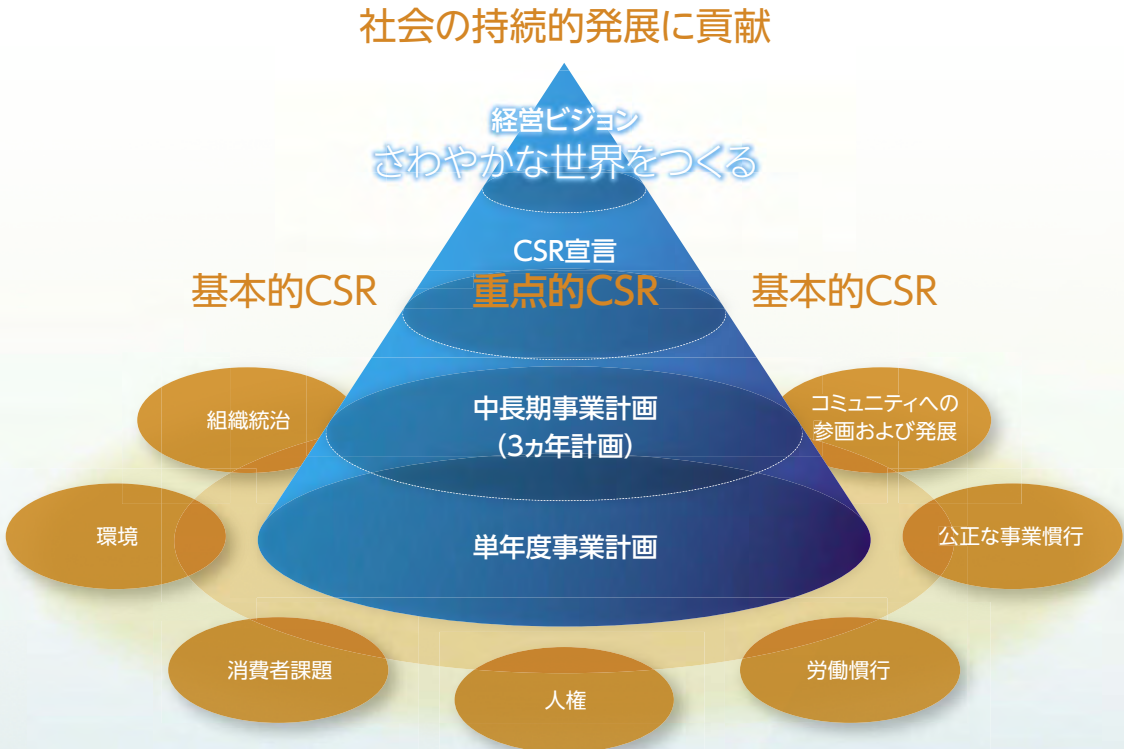 社会の持続的発展に貢献
経営ビジョン
さわやかな世界をつくる
CSR宣言
基本的CSR
重点的CSR
基本的CSR
組織統治
中長期事業計画
(3ヵ年計画)
コミュニティへの
参画および発展
環境
単年度事業計画
公正な事業慣行
消費者課題
人権
労働慣行